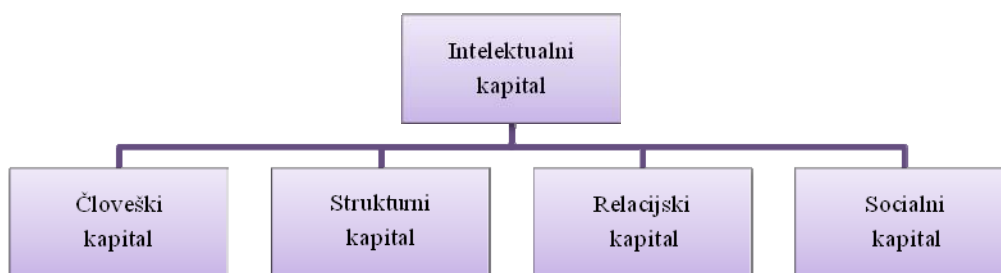 Intelektualni
kapital
Človeški
kapital
Strukturni
kapital
Relacijski
kapital
Socialni
kapital